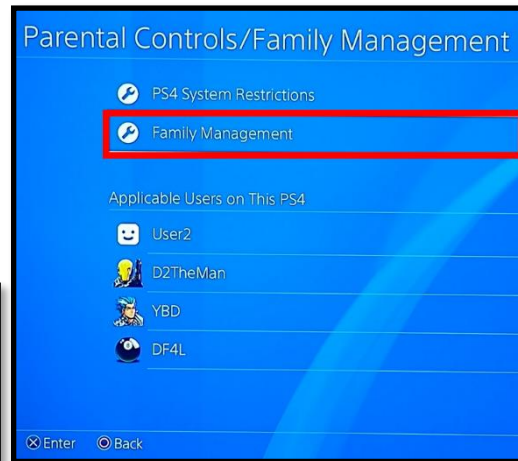 Parental Controls/Family Management
PS4 System Restrictions
Family Management
Applicable Users on This PS4
User2
D2TheMan
YBD
DF4L
Enter Back